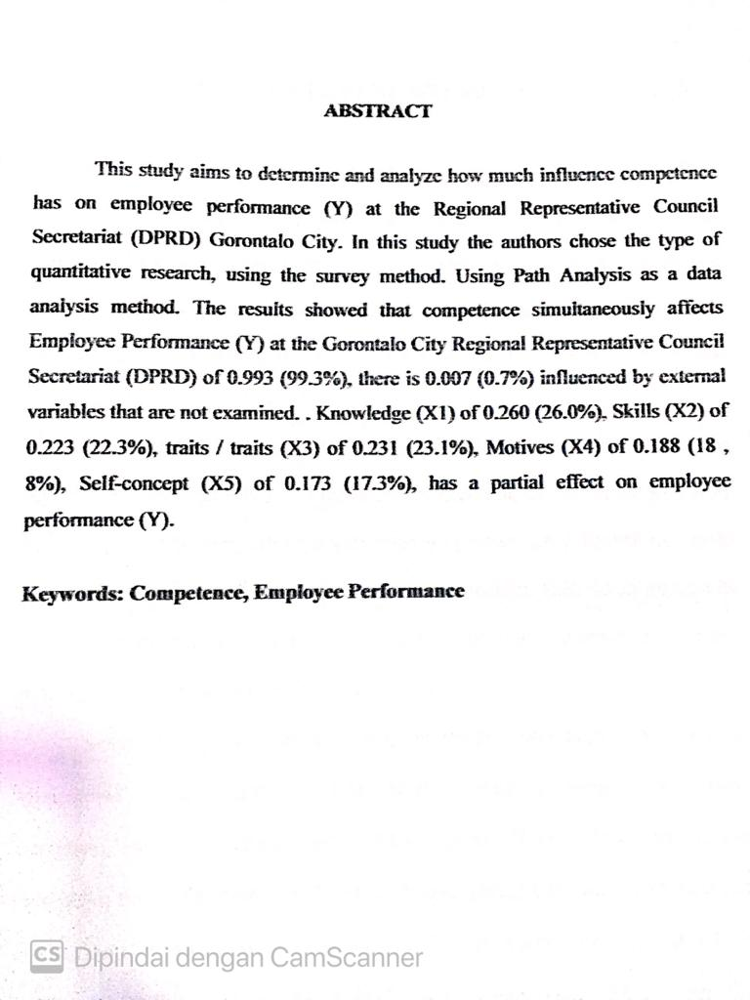 ABSTRACT
This study aims to determine and analyze how much influence competence
has on employee performance (Y) at the Regional Representative Council
Secretariat (DPRD) Gorontalo City. In this study the authors chose the type of
quantitative research, using the survey method. Using Path Analysis as a data
analysis method. The results showed that competence simultaneously affects
Employee Performance (Y) at the Gorontalo City Regional Representative Council
Secretariat (DPRD) of 0.993 (99.3%), there is 0.007 (0.7%) influenced by external
variables that are not examined. . Knowledge (X1) of 0.260 (26.0%), Skills (X2) of
0.223 (22.3%), traits / traits (X3) of 0.231 (23.1%), Motives (X4) of 0.188 (18 ,
8%), Self-concept (X5) of 0.173 (17.3%), has a partial effect on employee
performance (Y).
Keywords: Competence, Employee Performance
CS Dipindai dengan CamScanner